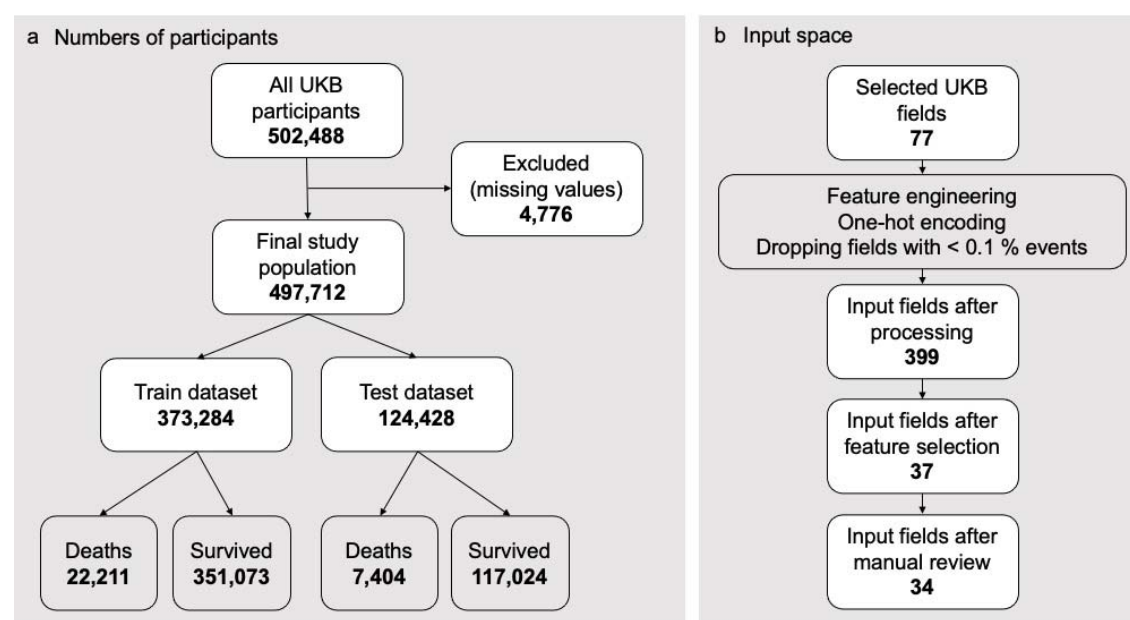 a Numbers of participants
All UKB
participants
502,488
Excluded
(missing values)
4,776
Final study
population
497,712
Train dataset
373,284
Test dataset
124,428
Deaths
22,211
Survived
351,073
Deaths
7,404
Survived
117,024
b Input space
Selected UKB
fields
77
Feature engineering
One-hot encoding
Dropping fields with < 0.1 % events
Input fields after
processing
399
Input fields after
feature selection
37
Input fields after
manual review
34